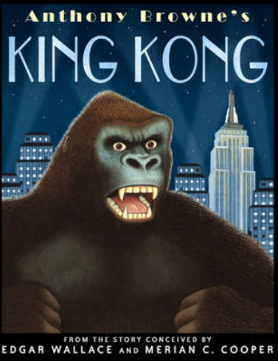 Anthony Browne's
KING KONG
FROM THE STORY CONCEIVED BY
EDGAR WALLACE AND MERIAN C. COOPER